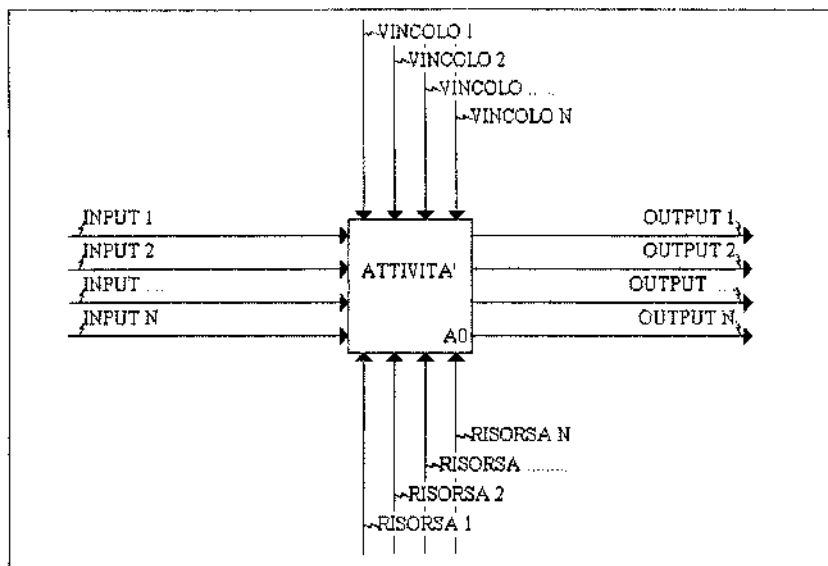 VINCOLO 1
VINCOLO 2
VINCOLO .....
VINCOLO N
INPUT 1
INPUT 2
INPUT ....
INPUT N
ATTIVITA'
A0
OUTPUT 1
OUTPUT 2
OUTPUT ....
OUTPUT N
RISORSA N
RISORSA ..........
RISORSA 2
RISORSA 1